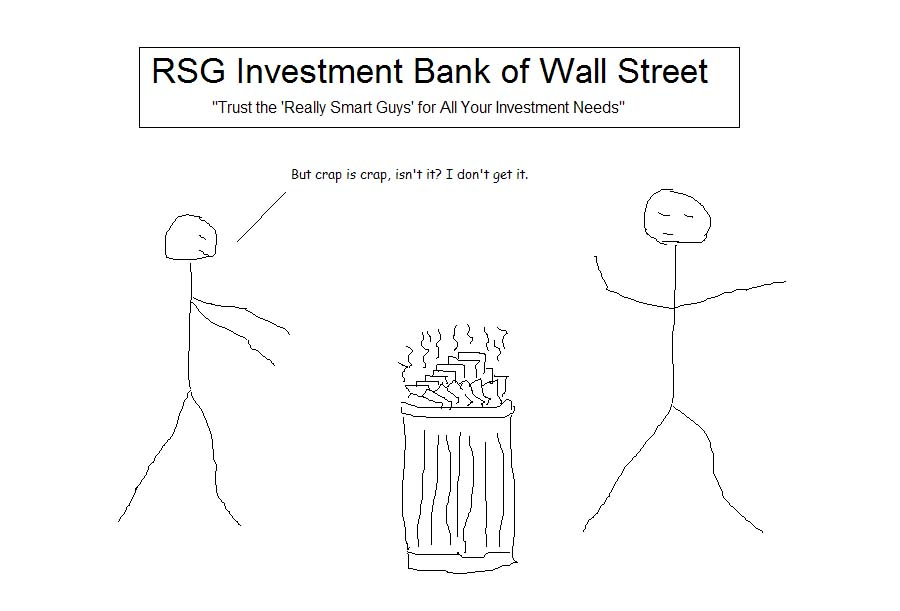 RSG Investment Bank of Wall Street
"Trust the 'Really Smart Guys' for All Your Investment Needs"
But crap is crap, isn't it? I don't get it.